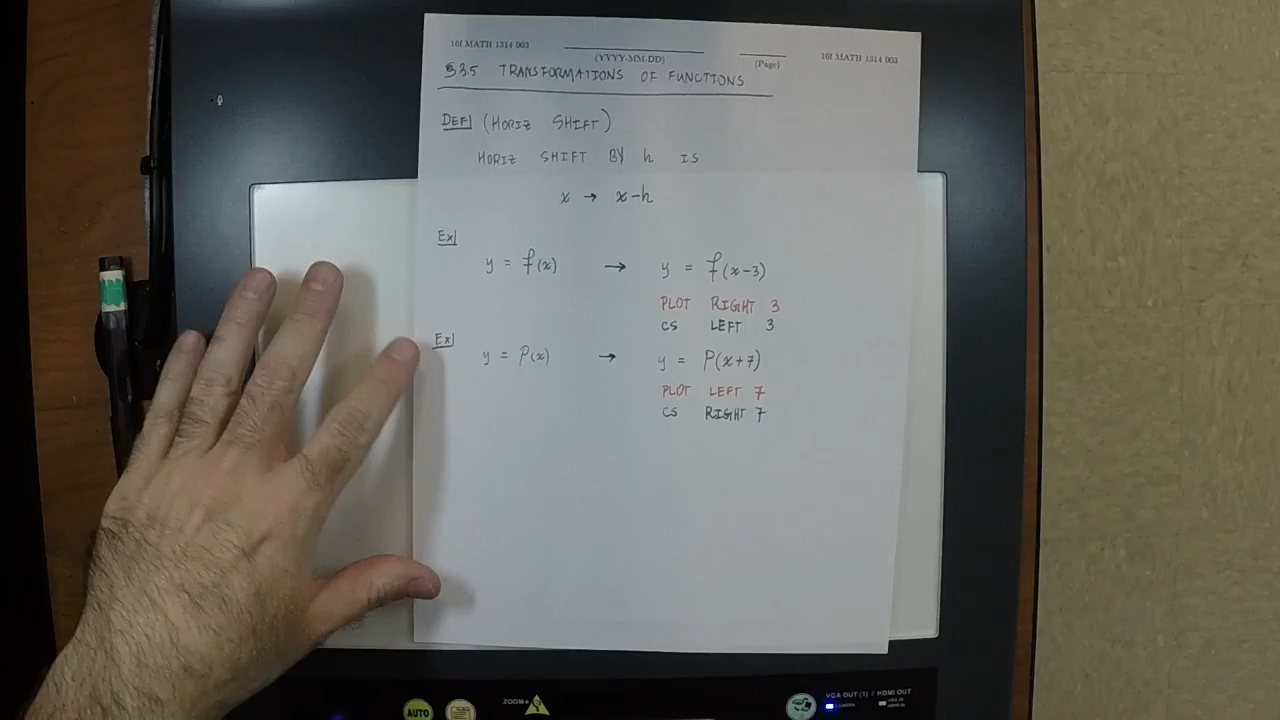 16f MATH 1314 003
(YYYY-MM-DD)
(Page)
16f MATH 1314 003
§3.5 TRANSFORMATIONS OF FUNCTIONS
DEF| (HORIZ SHIFT)
HORIZ SHIFT BY h IS
x → x-h
Ex|
y = f(x) → y = f(x-3)
PLOT RIGHT 3
CS LEFT 3
Ex|
y = P(x) → y = P(x+7)
PLOT LEFT 7
CS RIGHT 7
AUTO
ZOOM+
VGA OUT (1) / HDMI OUT
CAMERA